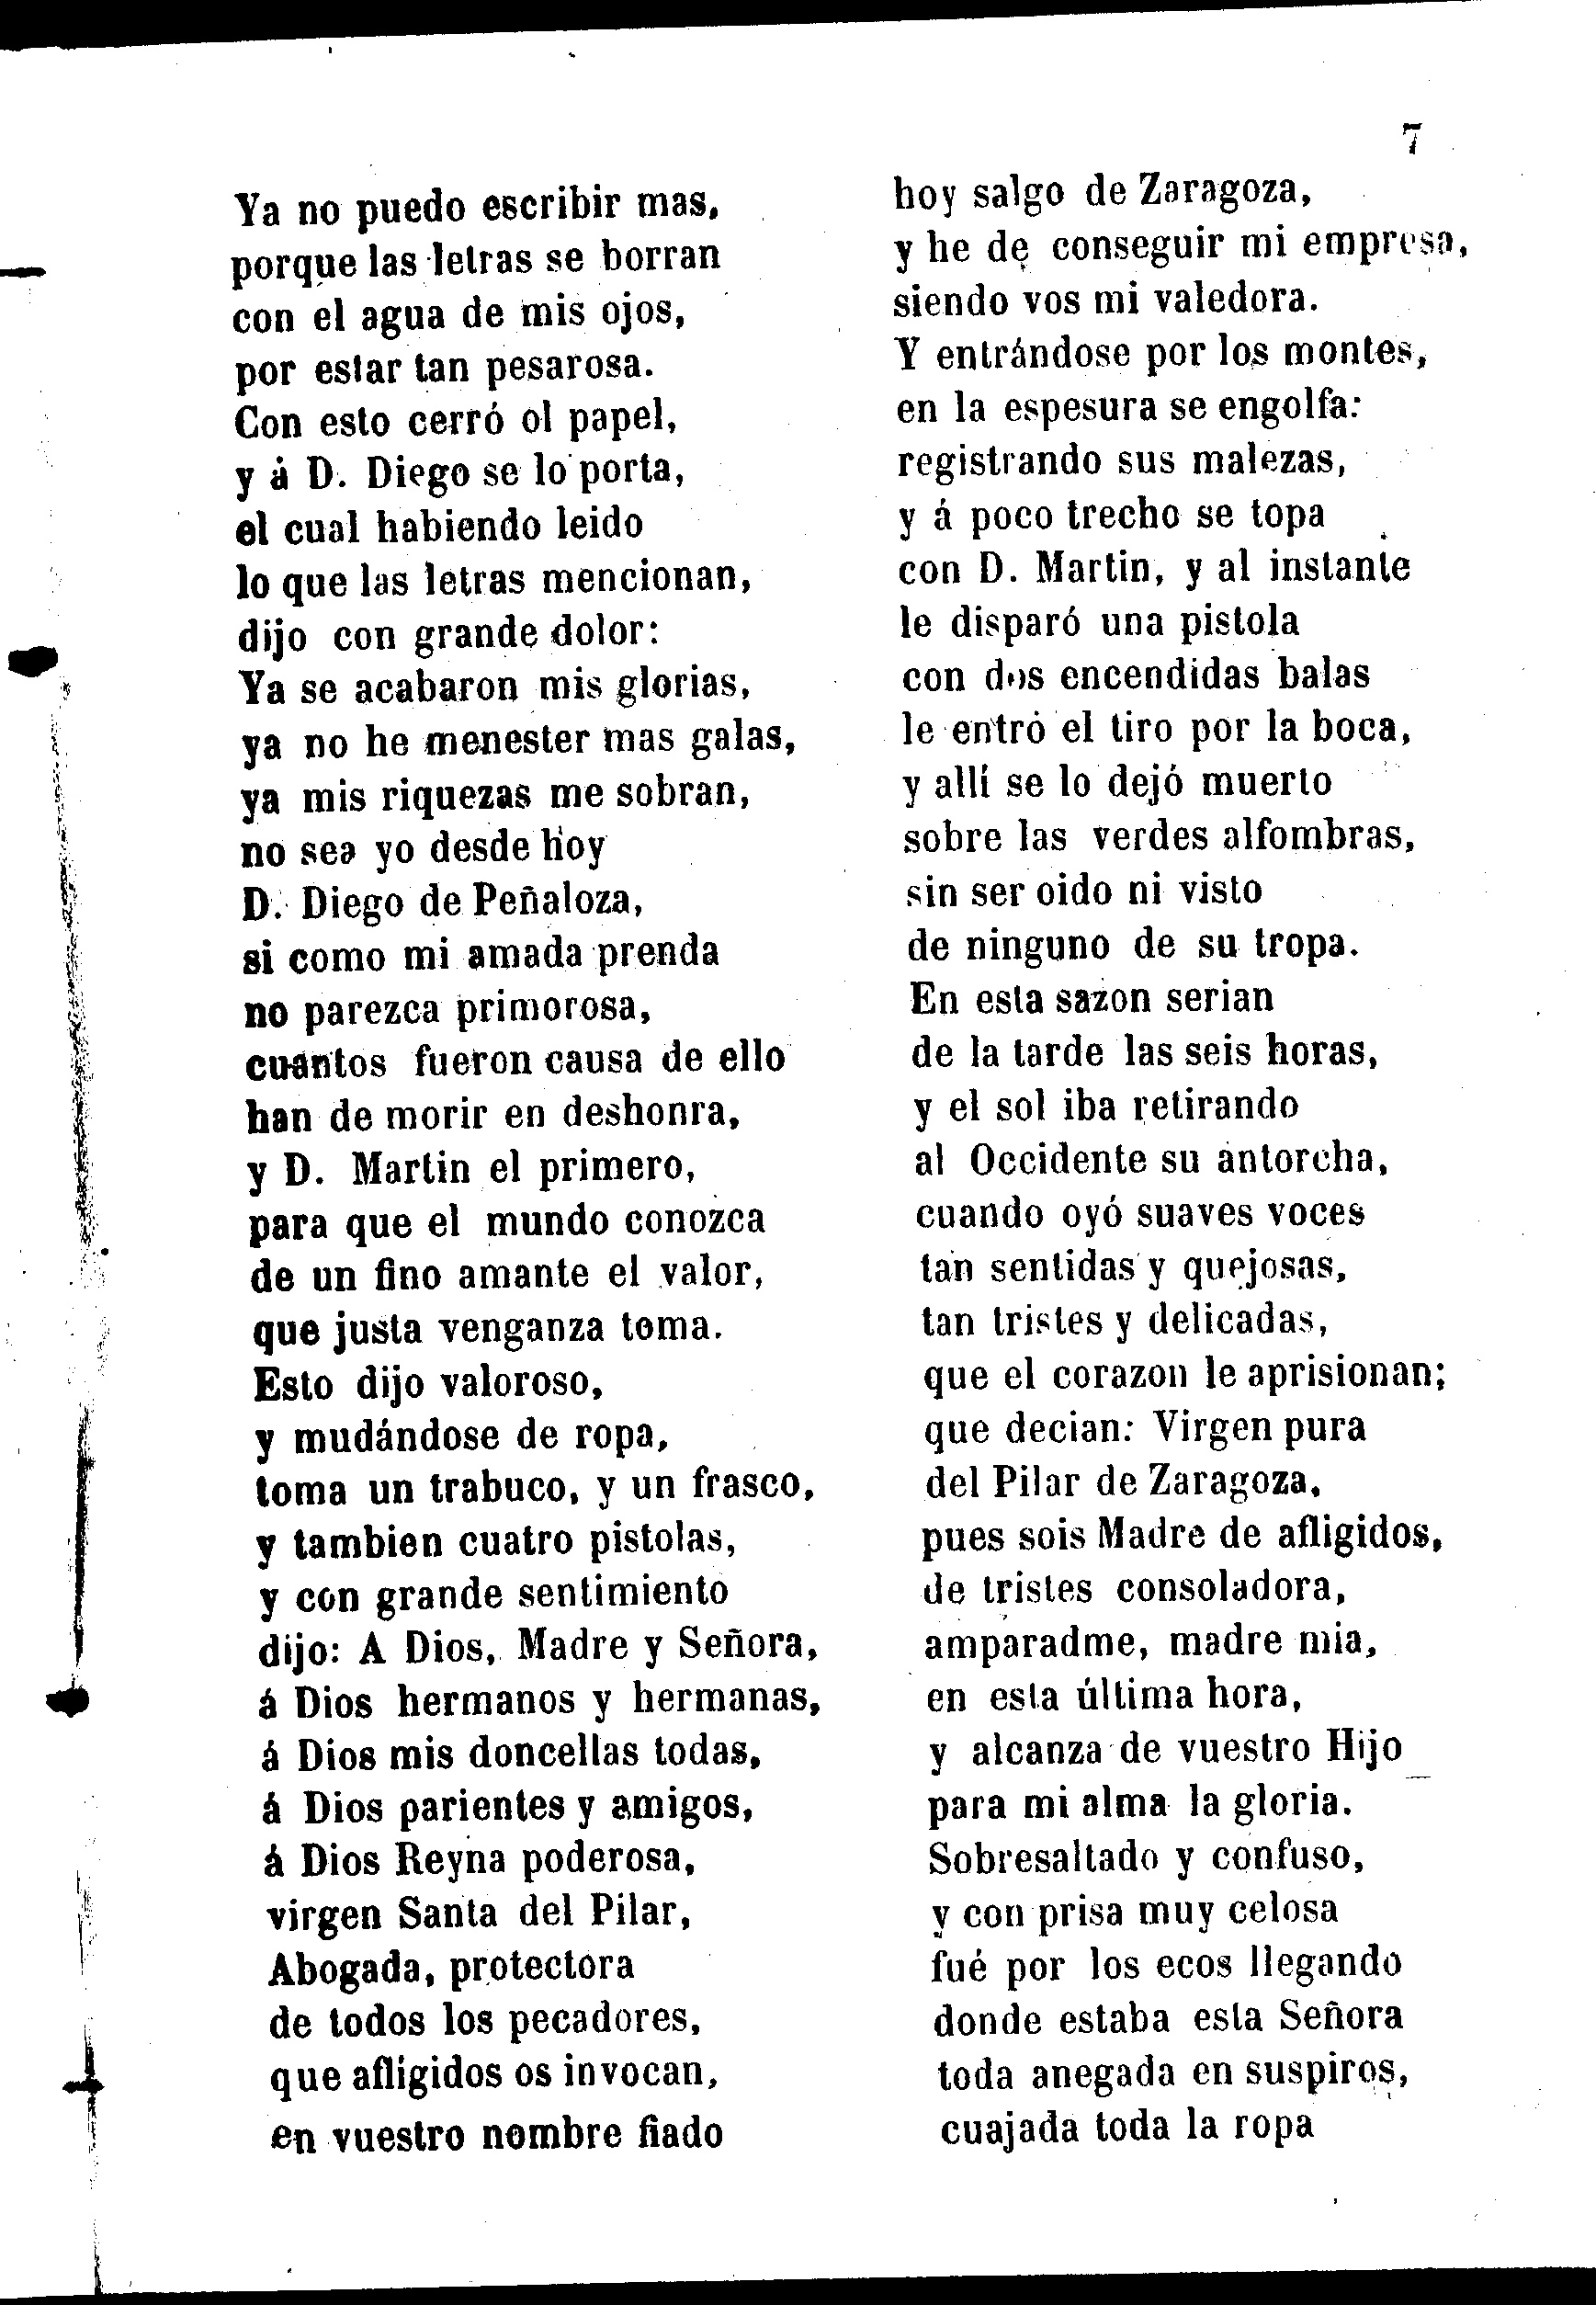 7
Ya no puedo escribir mas,
porque las letras se borran
con el agua de mis ojos,
por estar tan pesarosa.
Con esto cerró ol papel,
y á D. Diego se lo porta,
el cual habiendo leido
lo que las letras mencionan,
dijo con grande dolor:
Ya se acabaron mis glorias,
ya no he menester mas galas,
ya mis riquezas me sobran,
no sea yo desde hoy
D. Diego de Peñaloza,
si como mi amada prenda
no parezca primorosa,
cuantos fueron causa de ello
han de morir en deshonra,
y D. Martin el primero,
para que el mundo conozca
de un fino amante el valor,
que justa venganza toma.
Esto dijo valoroso,
y mudándose de ropa,
toma un trabuco, y un frasco,
y tambien cuatro pistolas,
y con grande sentimiento
dijo: A Dios, Madre y Señora,
á Dios hermanos y hermanas,
á Dios mis doncellas todas,
á Dios parientes y amigos,
á Dios Reyna poderosa,
virgen Santa del Pilar,
Abogada, protectora
de todos los pecadores,
que afligidos os invocan,
en vuestro nombre fiado
hoy salgo de Zaragoza,
y he de conseguir mi empresa,
siendo vos mi valedora.
Y entrándose por los montes,
en la espesura se engolfa:
registrando sus malezas,
y á poco trecho se topa
con D. Martin, y al instante
le disparó una pistola
con dos encendidas balas
le entró el tiro por la boca,
y allí se lo dejó muerto
sobre las verdes alfombras,
sin ser oido ni visto
de ninguno de su tropa.
En esta sazon serian
de la tarde las seis horas,
y el sol iba retirando
al Occidente su antorcha,
cuando oyó suaves voces
tan sentidas y quejosas,
tan tristes y delicadas,
que el corazon le aprisionan;
que decian: Virgen pura
del Pilar de Zaragoza,
pues sois Madre de afligidos,
de tristes consoladora,
amparadme, madre mia,
en esta última hora,
y alcanza de vuestro Hijo
para mi alma la gloria.
Sobresaltado y confuso,
y con prisa muy celosa
fué por los ecos llegando
donde estaba esta Señora
toda anegada en suspiros,
cuajada toda la ropa